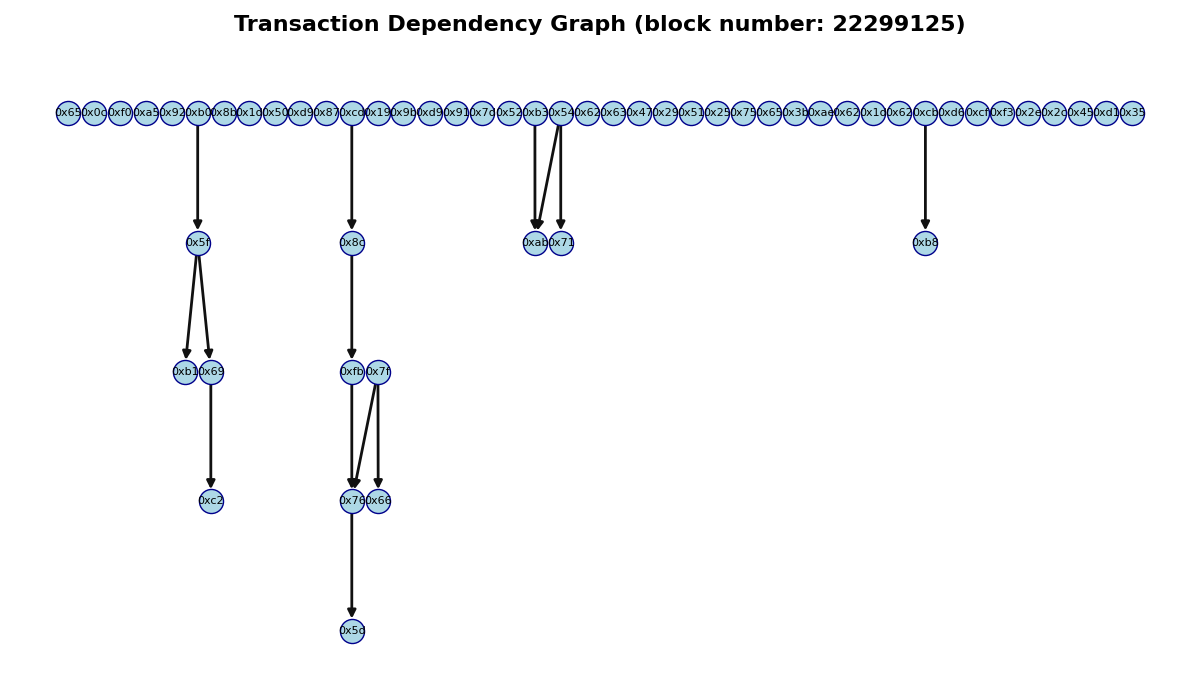 Transaction Dependency Graph (block number: 22299125)
0x65 0x0c 0xf0 0xa5 0x92 0xb0 0x8b 0x1d 0x50 0xd9 0x87 0xcd 0x19 0x9b 0xd9 0x91 0x7d 0x52 0xb3 0x54 0x62 0x63 0x47 0x29 0x51 0x25 0x75 0x65 0x3b 0xae 0x62 0x1d 0x62 0xcb 0xd6 0xcf 0xf3 0x2e 0x2c 0x45 0xd1 0x35
0x5f 0x8c 0xab 0x71 0xb8
0xb1 0x69 0xfb 0x7f
0xc2 0x76 0x66
0x5d